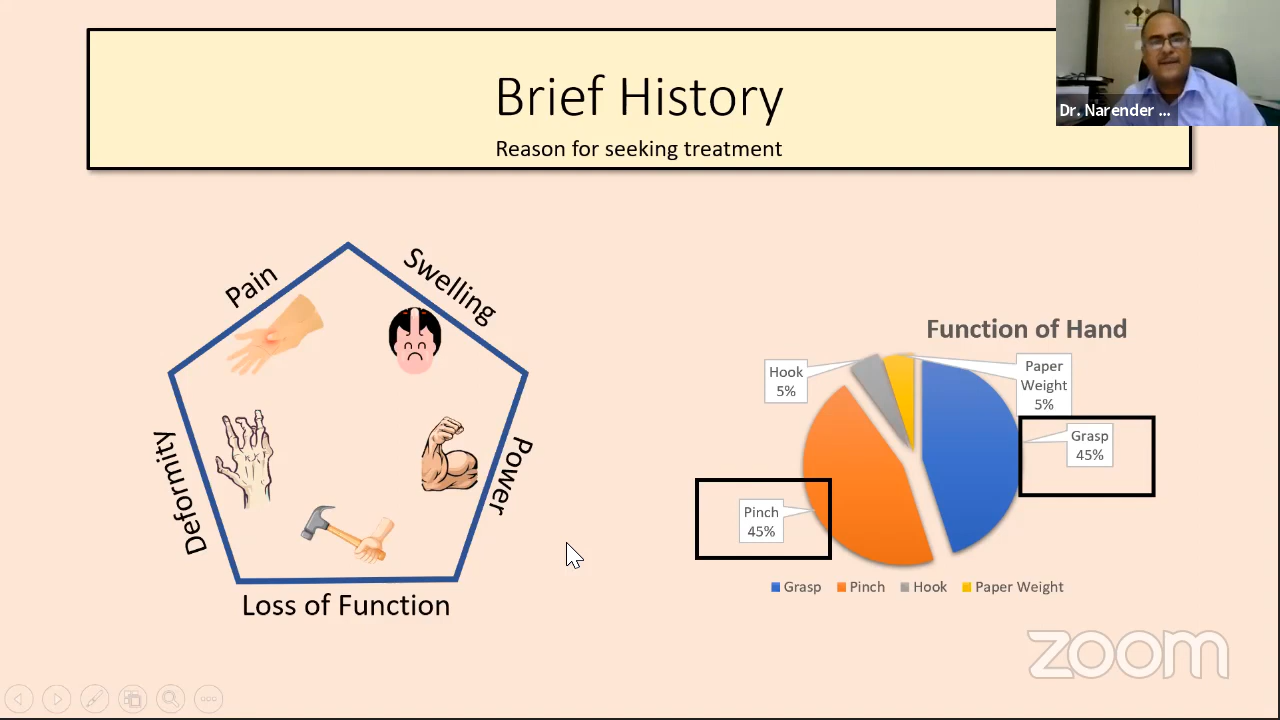 Brief History
Reason for seeking treatment
Dr. Narender ...
Pain
Swelling
Deformity
Power
Loss of Function
Function of Hand
Hook
5%
Paper
Weight
5%
Grasp
45%
Pinch
45%
Grasp Pinch Hook Paper Weight
zoom